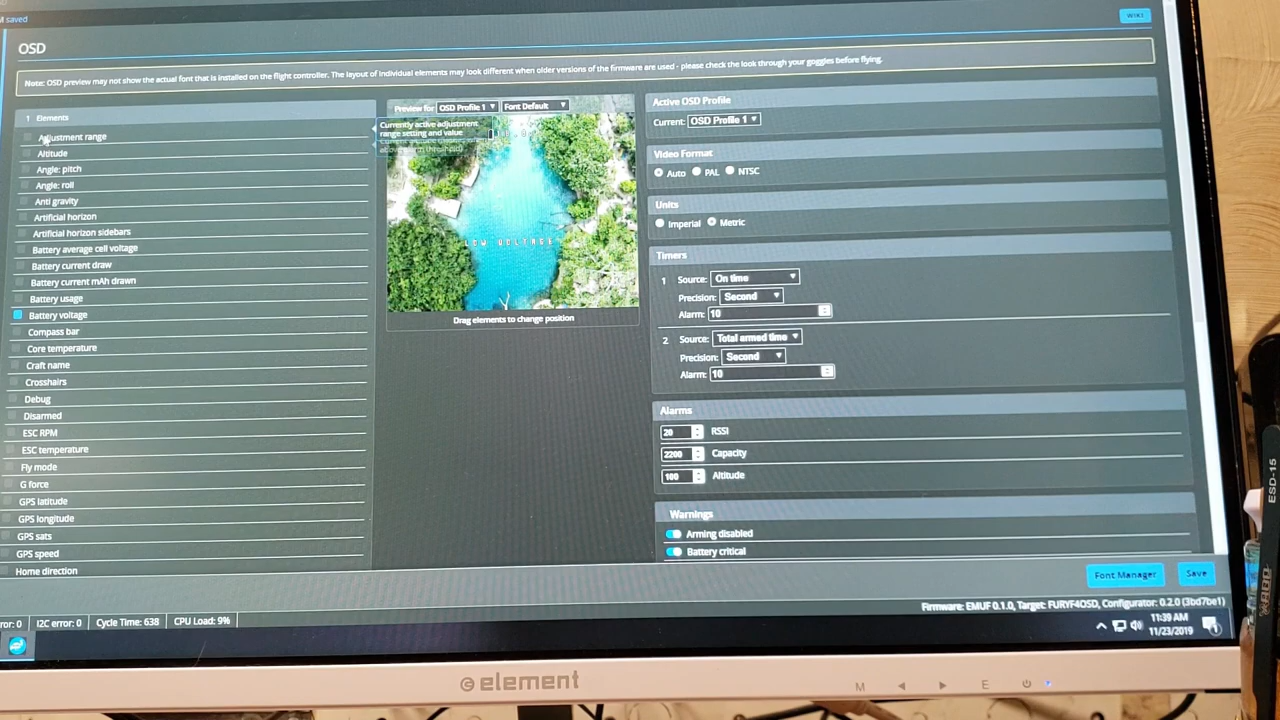 M saved
WIKI
OSD
Note: OSD preview may not show the actual font that is installed on the flight controller. The layout of individual elements may look different when older versions of the firmware are used - please check the look through your goggles before flying.
1 Elements
Adjustment range
Altitude
Angle: pitch
Angle: roll
Anti gravity
Artificial horizon
Artificial horizon sidebars
Battery average cell voltage
Battery current draw
Battery current mAh drawn
Battery usage
Battery voltage
Compass bar
Core temperature
Craft name
Crosshairs
Debug
Disarmed
ESC RPM
ESC temperature
Fly mode
G force
GPS latitude
GPS longitude
GPS sats
GPS speed
Home direction
Preview for OSD Profile 1 Font Default
Currently active adjustment
range setting and value
LOW VOLTAGE
Drag elements to change position
Active OSD Profile
Current: OSD Profile 1
Video Format
Auto PAL NTSC
Units
Imperial Metric
Timers
1 Source: On time
Precision: Second
Alarm: 10
2 Source: Total armed time
Precision: Second
Alarm: 10
Alarms
20 RSSI
2200 Capacity
100 Altitude
Warnings
Arming disabled
Battery critical
Font Manager Save
Firmware: EMUF 0.1.0, Target: FURYF4OSD, Configurator: 0.2.0 (3bd7be1)
ror: 0 I2C error: 0 Cycle Time: 638 CPU Load: 9%
11:39 AM
11/23/2019
element
M E
ESD-15